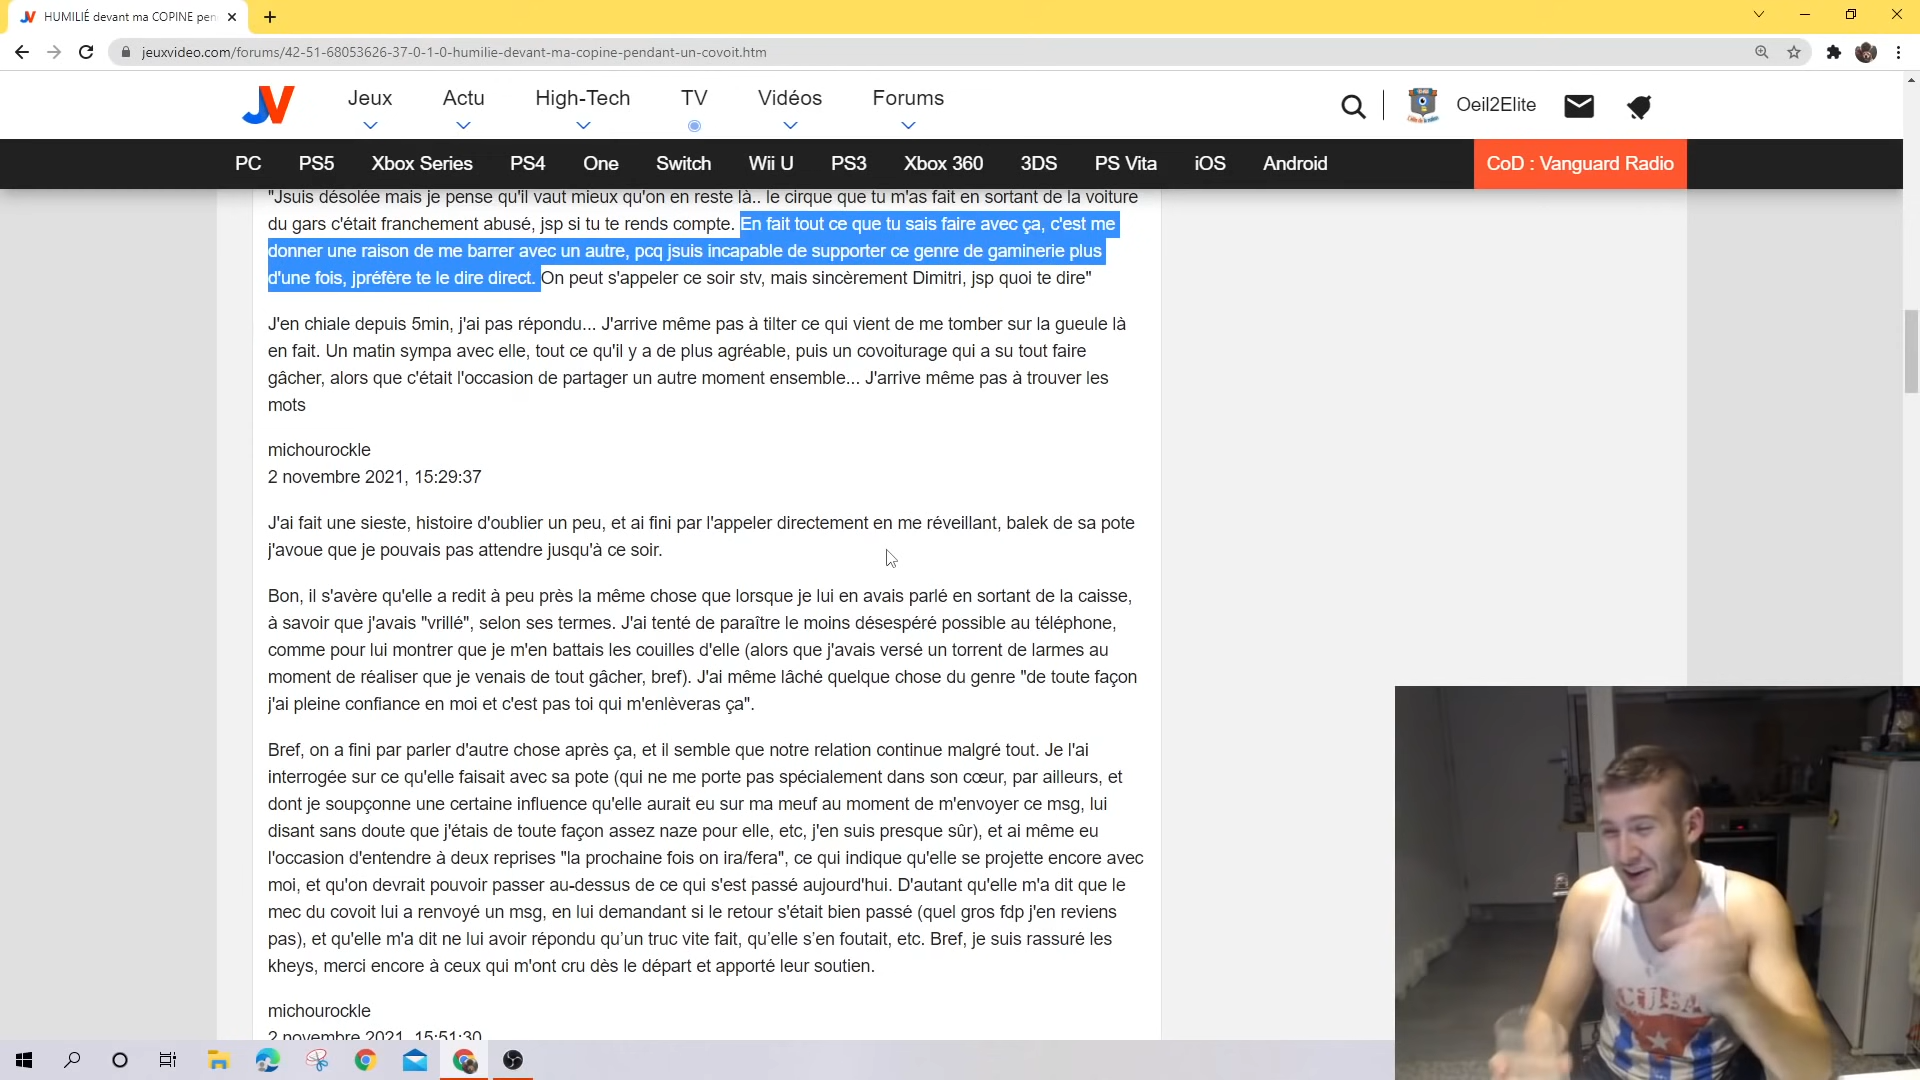 HUMILIÉ devant ma COPINE pen
jeuxvideo.com/forums/42-51-68053626-37-0-1-0-humilie-devant-ma-copine-pendant-un-covoit.htm
JV
Jeux
Actu
High-Tech
TV
Vidéos
Forums
Oeil2Elite
PC PS5 Xbox Series PS4 One Switch Wii U PS3 Xbox 360 3DS PS Vita iOS Android
CoD : Vanguard Radio
"Jsuis désolée mais je pense qu'il vaut mieux qu'on en reste là.. le cirque que tu m'as fait en sortant de la voiture
du gars c'était franchement abusé, jsp si tu te rends compte. En fait tout ce que tu sais faire avec ça, c'est me
donner une raison de me barrer avec un autre, pcq jsuis incapable de supporter ce genre de gaminerie plus
d'une fois, jpréfère te le dire direct. On peut s'appeler ce soir stv, mais sincèrement Dimitri, jsp quoi te dire"
J'en chiale depuis 5min, j'ai pas répondu... J'arrive même pas à tilter ce qui vient de me tomber sur la gueule là
en fait. Un matin sympa avec elle, tout ce qu'il y a de plus agréable, puis un covoiturage qui a su tout faire
gâcher, alors que c'était l'occasion de partager un autre moment ensemble... J'arrive même pas à trouver les
mots
michourockle
2 novembre 2021, 15:29:37
J'ai fait une sieste, histoire d'oublier un peu, et ai fini par l'appeler directement en me réveillant, balek de sa pote
j'avoue que je pouvais pas attendre jusqu'à ce soir.
Bon, il s'avère qu'elle a redit à peu près la même chose que lorsque je lui en avais parlé en sortant de la caisse,
à savoir que j'avais "vrillé", selon ses termes. J'ai tenté de paraître le moins désespéré possible au téléphone,
comme pour lui montrer que je m'en battais les couilles d'elle (alors que j'avais versé un torrent de larmes au
moment de réaliser que je venais de tout gâcher, bref). J'ai même lâché quelque chose du genre "de toute façon
j'ai pleine confiance en moi et c'est pas toi qui m'enlèveras ça".
Bref, on a fini par parler d'autre chose après ça, et il semble que notre relation continue malgré tout. Je l'ai
interrogée sur ce qu'elle faisait avec sa pote (qui ne me porte pas spécialement dans son cœur, par ailleurs, et
dont je soupçonne une certaine influence qu'elle aurait eu sur ma meuf au moment de m'envoyer ce msg, lui
disant sans doute que j'étais de toute façon assez naze pour elle, etc, j'en suis presque sûr), et ai même eu
l'occasion d'entendre à deux reprises "la prochaine fois on ira/fera", ce qui indique qu'elle se projette encore avec
moi, et qu'on devrait pouvoir passer au-dessus de ce qui s'est passé aujourd'hui. D'autant qu'elle m'a dit que le
mec du covoit lui a renvoyé un msg, en lui demandant si le retour s'était bien passé (quel gros fdp j'en reviens
pas), et qu'elle m'a dit ne lui avoir répondu qu’un truc vite fait, qu’elle s’en foutait, etc. Bref, je suis rassuré les
kheys, merci encore à ceux qui m'ont cru dès le départ et apporté leur soutien.
michourockle
2 novembre 2021, 15:51:30
CUBA